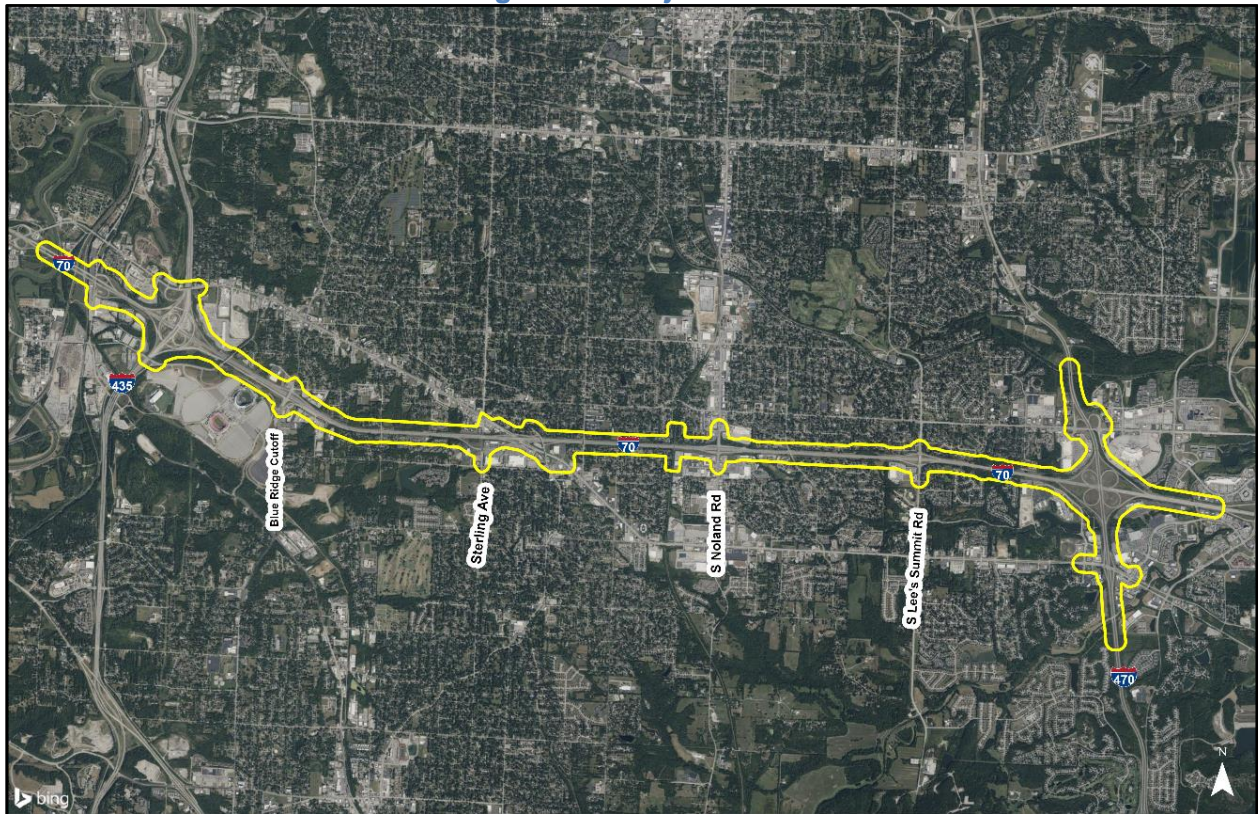 70
435
Blue Ridge Cutoff
Sterling Ave
70
S Noland Rd
S Lee's Summit Rd
70
470
N
bing